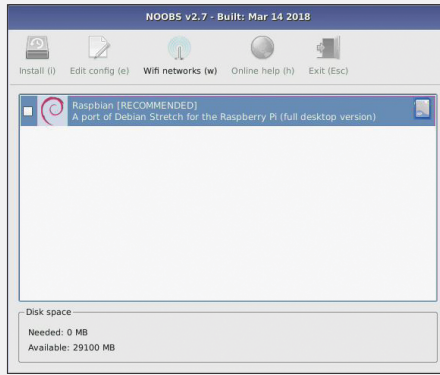 NOOBS v2.7 - Built: Mar 14 2018
Install (i) Edit config (e) Wifi networks (w) Online help (h) Exit (Esc)
Raspbian [RECOMMENDED]
A port of Debian Stretch for the Raspberry Pi (full desktop version)
Disk space
Needed: 0 MB
Available: 29100 MB